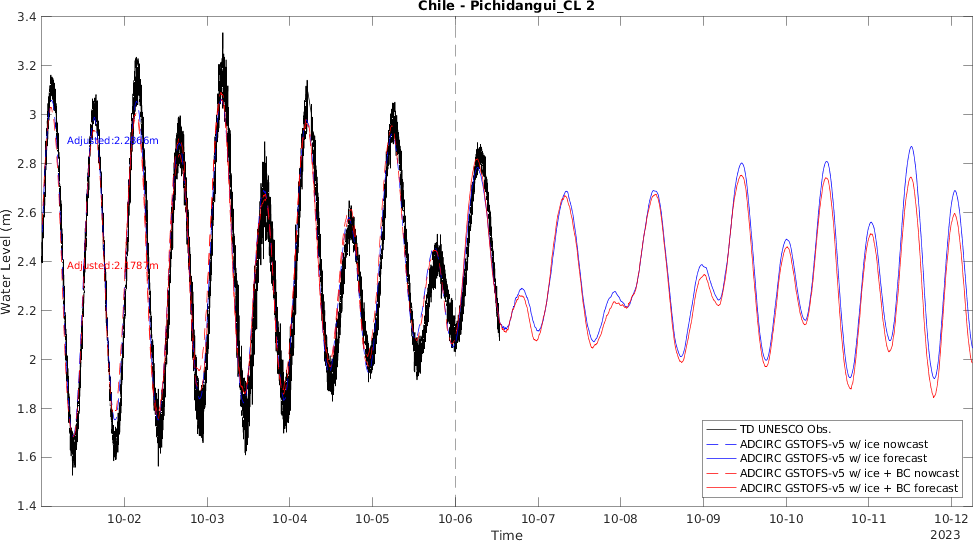 Chile - Pichidangui_CL 2
3.4
3.2
3
2.8
2.6
2.4
2.2
2
1.8
1.6
1.4
Water Level (m)
Adjusted:2.2366m
Adjusted:2.1787m
TD UNESCO Obs.
ADCIRC GSTOFS-v5 w/ ice nowcast
ADCIRC GSTOFS-v5 w/ ice forecast
ADCIRC GSTOFS-v5 w/ ice + BC nowcast
ADCIRC GSTOFS-v5 w/ ice + BC forecast
10-02 10-03 10-04 10-05 10-06 10-07 10-08 10-09 10-10 10-11 10-12
2023
Time